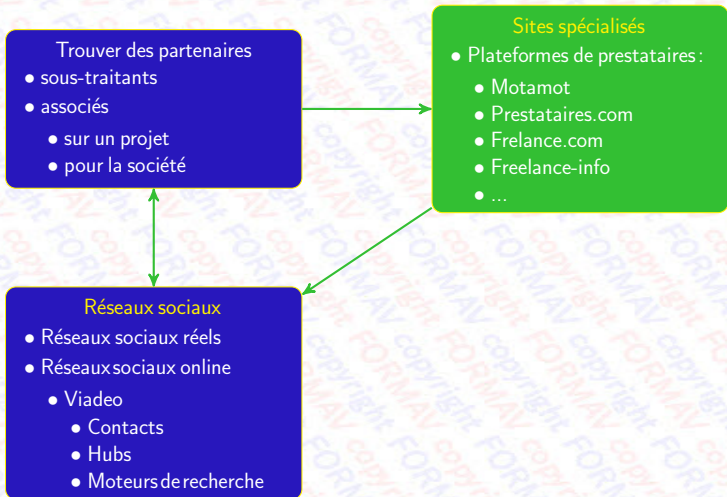 Trouver des partenaires
• sous-traitants
• associés
• sur un projet
• pour la société
Sites spécialisés
• Plateformes de prestataires :
• Motamot
• Prestataires.com
• Frelance.com
• Freelance-info
• ...
Réseaux sociaux
• Réseaux sociaux réels
• Réseaux sociaux online
• Viadeo
• Contacts
• Hubs
• Moteurs de recherche
copyright FORMAV